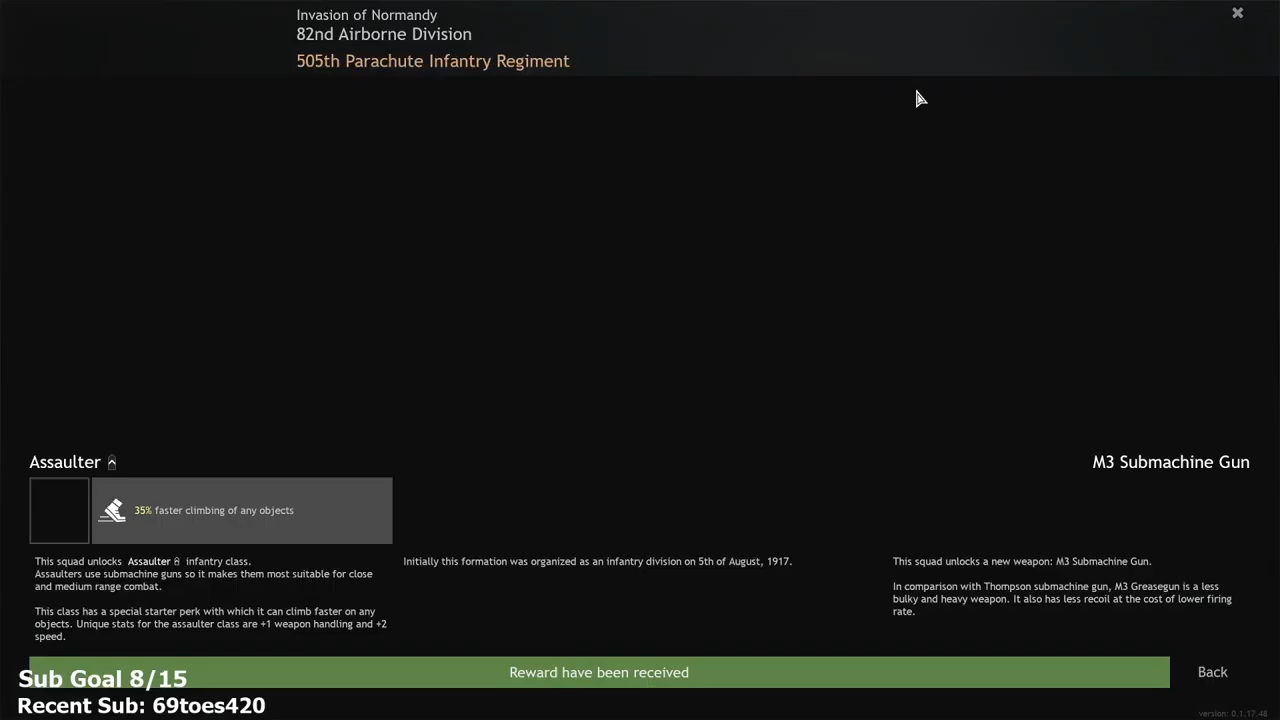 Invasion of Normandy
82nd Airborne Division
505th Parachute Infantry Regiment
Assaulter
M3 Submachine Gun
35% faster climbing of any objects
This squad unlocks Assaulter infantry class.
Assaulters use submachine guns so it makes them most suitable for close
and medium range combat.
This class has a special starter perk with which it can climb faster on any
objects. Unique stats for the assaulter class are +1 weapon handling and +2
speed.
Initially this formation was organized as an infantry division on 5th of August, 1917.
This squad unlocks a new weapon: M3 Submachine Gun.
In comparison with Thompson submachine gun, M3 Greasegun is a less
bulky and heavy weapon. It also has less recoil at the cost of lower firing
rate.
Reward have been received
Back
Sub Goal 8/15
Recent Sub: 69toes420
version: 0.1.17.48